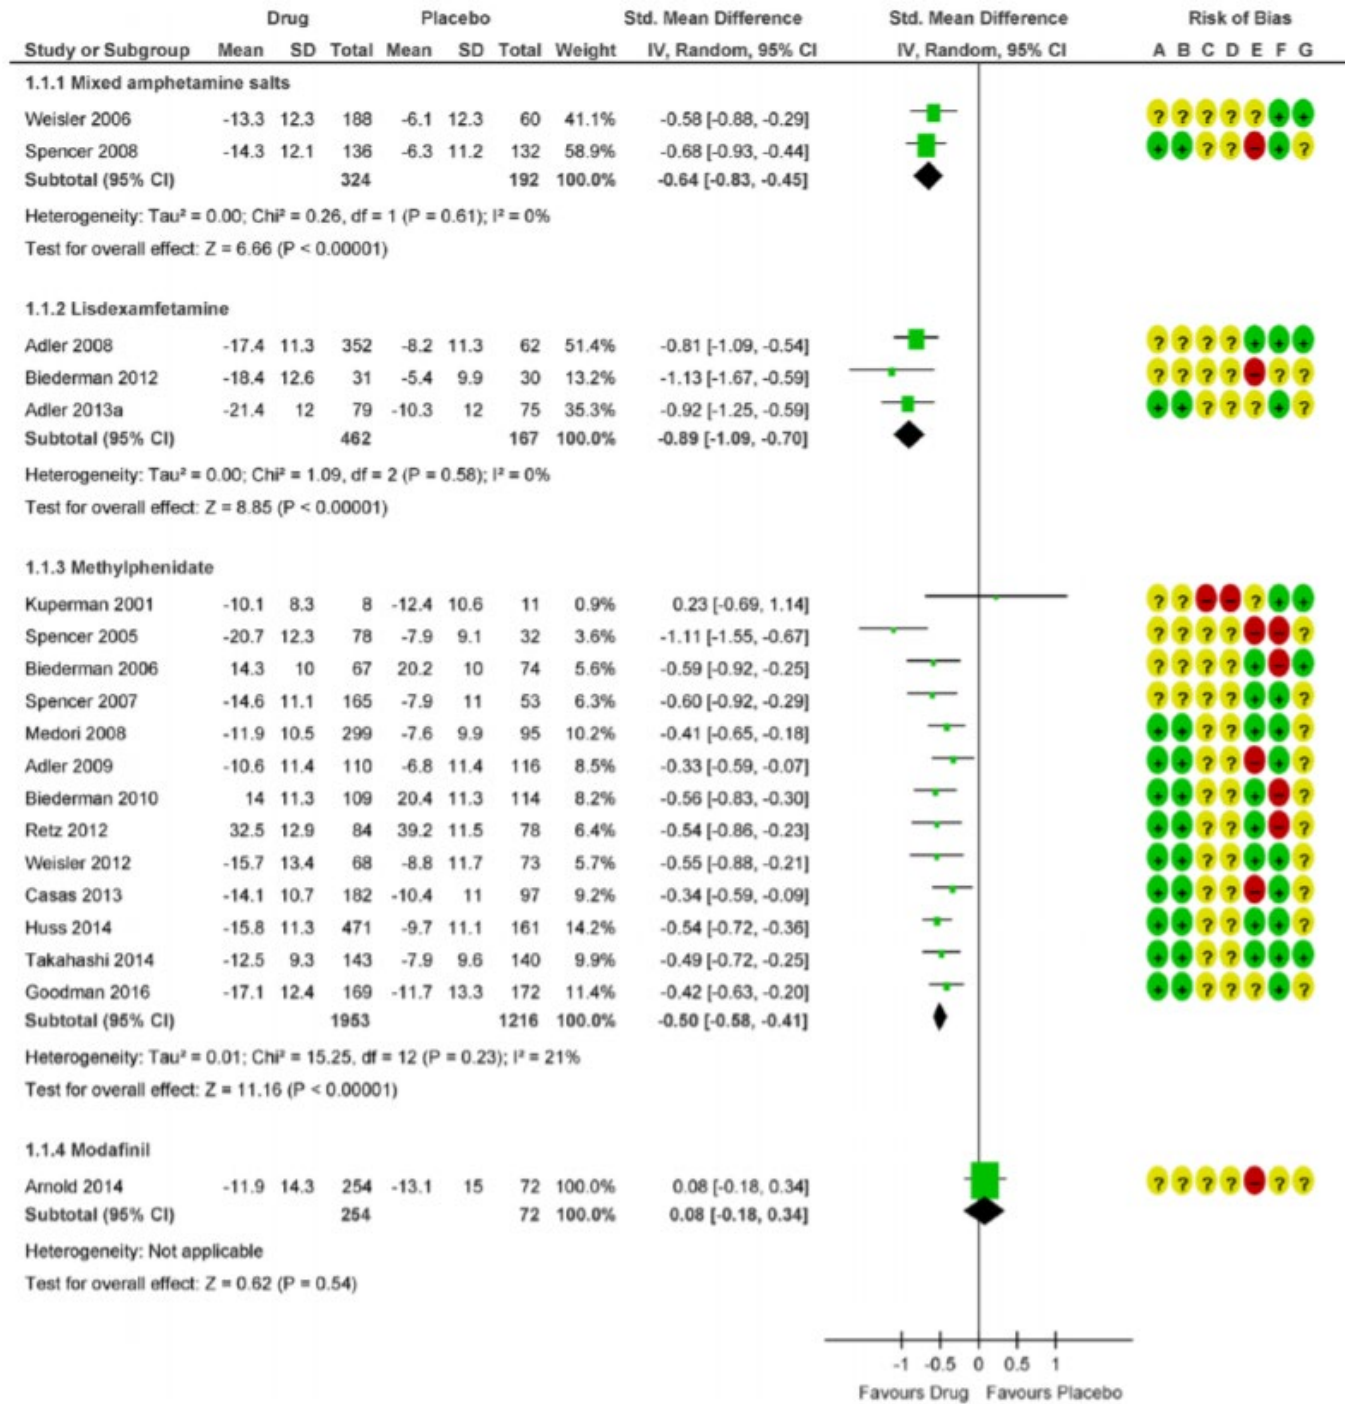 Drug Placebo Std. Mean Difference Std. Mean Difference Risk of Bias
Study or Subgroup Mean SD Total Mean SD Total Weight IV, Random, 95% CI IV, Random, 95% CI A B C D E F G
1.1.1 Mixed amphetamine salts
Weisler 2006 -13.3 12.3 188 -6.1 12.3 60 41.1% -0.58 [-0.88, -0.29] ? ? ? ? ? + +
Spencer 2008 -14.3 12.1 136 -6.3 11.2 132 58.9% -0.68 [-0.93, -0.44] + + ? ? - + ?
Subtotal (95% CI) 324 192 100.0% -0.64 [-0.83, -0.45]
Heterogeneity: Tau² = 0.00; Chi² = 0.26, df = 1 (P = 0.61); I² = 0%
Test for overall effect: Z = 6.66 (P < 0.00001)
1.1.2 Lisdexamfetamine
Adler 2008 -17.4 11.3 352 -8.2 11.3 62 51.4% -0.81 [-1.09, -0.54] ? ? ? ? + + +
Biederman 2012 -18.4 12.6 31 -5.4 9.9 30 13.2% -1.13 [-1.67, -0.59] ? ? ? ? - ? ?
Adler 2013a -21.4 12 79 -10.3 12 75 35.3% -0.92 [-1.25, -0.59] + + ? ? ? + ?
Subtotal (95% CI) 462 167 100.0% -0.89 [-1.09, -0.70]
Heterogeneity: Tau² = 0.00; Chi² = 1.09, df = 2 (P = 0.58); I² = 0%
Test for overall effect: Z = 8.85 (P < 0.00001)
1.1.3 Methylphenidate
Kuperman 2001 -10.1 8.3 8 -12.4 10.6 11 0.9% 0.23 [-0.69, 1.14] ? ? - - ? + +
Spencer 2005 -20.7 12.3 78 -7.9 9.1 32 3.6% -1.11 [-1.55, -0.67] ? ? ? ? - - ?
Biederman 2006 14.3 10 67 20.2 10 74 5.6% -0.59 [-0.92, -0.25] ? ? ? ? + - +
Spencer 2007 -14.6 11.1 165 -7.9 11 53 6.3% -0.60 [-0.92, -0.29] ? ? ? ? + + ?
Medori 2008 -11.9 10.5 299 -7.6 9.9 95 10.2% -0.41 [-0.65, -0.18] + + ? ? + + ?
Adler 2009 -10.6 11.4 110 -6.8 11.4 116 8.5% -0.33 [-0.59, -0.07] + + ? ? - + ?
Biederman 2010 14 11.3 109 20.4 11.3 114 8.2% -0.56 [-0.83, -0.30] + + ? ? + - ?
Retz 2012 32.5 12.9 84 39.2 11.5 78 6.4% -0.54 [-0.86, -0.23] + + ? ? + - ?
Weisler 2012 -15.7 13.4 68 -8.8 11.7 73 5.7% -0.55 [-0.88, -0.21] + + ? ? + + ?
Casas 2013 -14.1 10.7 182 -10.4 11 97 9.2% -0.34 [-0.59, -0.09] + + ? ? - + ?
Huss 2014 -15.8 11.3 471 -9.7 11.1 161 14.2% -0.54 [-0.72, -0.36] + + ? ? + + ?
Takahashi 2014 -12.5 9.3 143 -7.9 9.6 140 9.9% -0.49 [-0.72, -0.25] + + ? ? + + +
Goodman 2016 -17.1 12.4 169 -11.7 13.3 172 11.4% -0.42 [-0.63, -0.20] + + ? ? ? + ?
Subtotal (95% CI) 1953 1216 100.0% -0.50 [-0.58, -0.41]
Heterogeneity: Tau² = 0.01; Chi² = 15.25, df = 12 (P = 0.23); I² = 21%
Test for overall effect: Z = 11.16 (P < 0.00001)
1.1.4 Modafinil
Arnold 2014 -11.9 14.3 254 -13.1 15 72 100.0% 0.08 [-0.18, 0.34] ? ? ? ? - ? ?
Subtotal (95% CI) 254 72 100.0% 0.08 [-0.18, 0.34]
Heterogeneity: Not applicable
Test for overall effect: Z = 0.62 (P = 0.54)
-1 -0.5 0 0.5 1
Favours Drug Favours Placebo